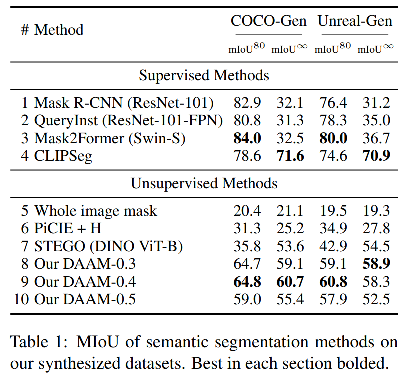 COCO-Gen Unreal-Gen
# Method mIoU⁸⁰ mIoU∞ mIoU⁸⁰ mIoU∞
Supervised Methods
1 Mask R-CNN (ResNet-101) 82.9 32.1 76.4 31.2
2 QueryInst (ResNet-101-FPN) 80.8 31.3 78.3 35.0
3 Mask2Former (Swin-S) 84.0 32.5 80.0 36.7
4 CLIPSeg 78.6 71.6 74.6 70.9
Unsupervised Methods
5 Whole image mask 20.4 21.1 19.5 19.3
6 PiCIE + H 31.3 25.2 34.9 27.8
7 STEGO (DINO ViT-B) 35.8 53.6 42.9 54.5
8 Our DAAM-0.3 64.7 59.1 59.1 58.9
9 Our DAAM-0.4 64.8 60.7 60.8 58.3
10 Our DAAM-0.5 59.0 55.4 57.9 52.5
Table 1: MIoU of semantic segmentation methods on
our synthesized datasets. Best in each section bolded.